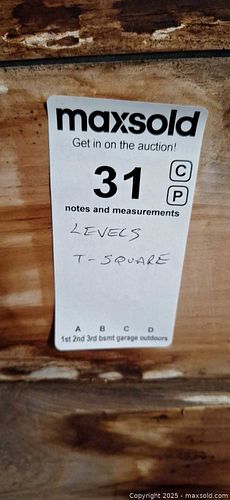 maxsold
Get in on the auction!
31
C
P
notes and measurements
LEVELS
T-SQUARE
A B C D
1st 2nd 3rd bsmt garage outdoors
Copyright 2025 - maxsold.com